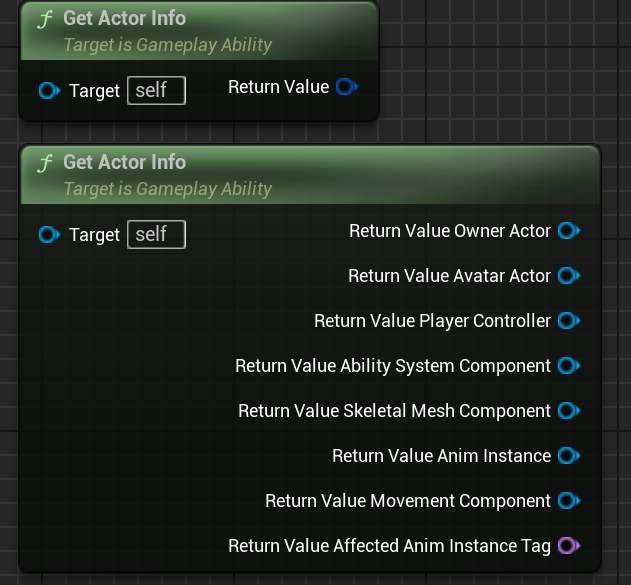 Get Actor Info
Target is Gameplay Ability
Target self Return Value
Get Actor Info
Target is Gameplay Ability
Target self Return Value Owner Actor
Return Value Avatar Actor
Return Value Player Controller
Return Value Ability System Component
Return Value Skeletal Mesh Component
Return Value Anim Instance
Return Value Movement Component
Return Value Affected Anim Instance Tag